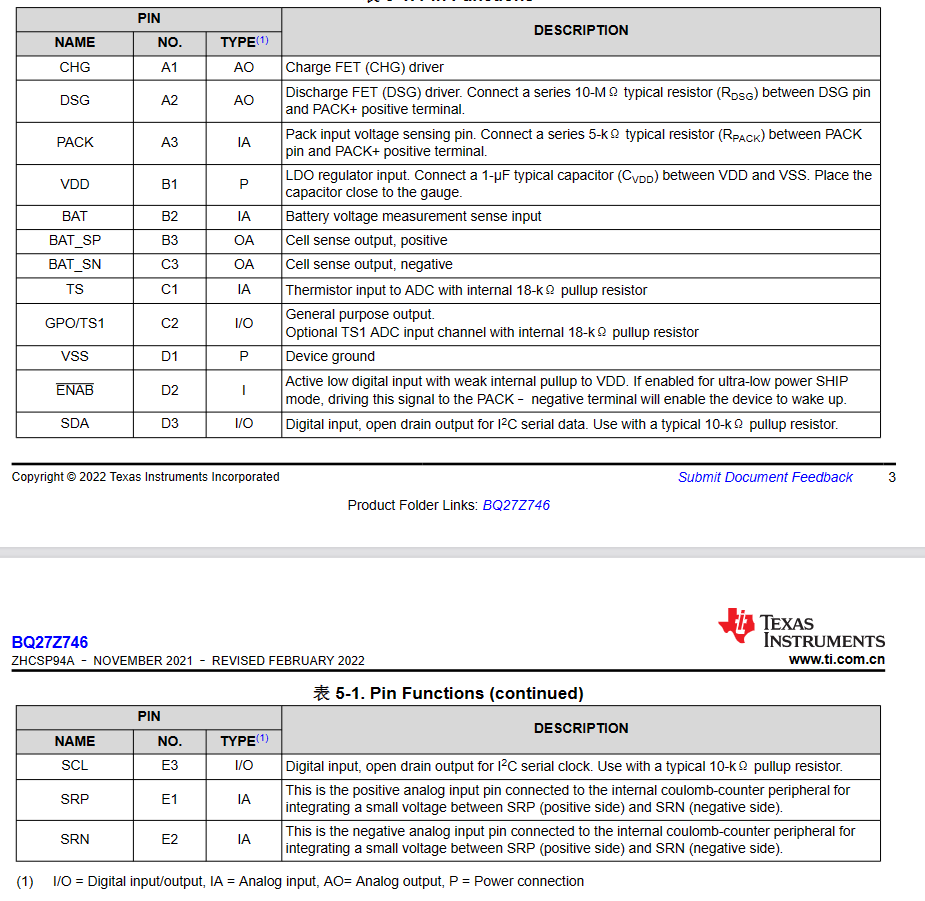 PIN
DESCRIPTION
NAME NO. TYPE(1)
CHG A1 AO Charge FET (CHG) driver
DSG A2 AO Discharge FET (DSG) driver. Connect a series 10-MΩ typical resistor (RDSG) between DSG pin
and PACK+ positive terminal.
PACK A3 IA Pack input voltage sensing pin. Connect a series 5-kΩ typical resistor (RPACK) between PACK
pin and PACK+ positive terminal.
VDD B1 P LDO regulator input. Connect a 1-µF typical capacitor (CVDD) between VDD and VSS. Place the
capacitor close to the gauge.
BAT B2 IA Battery voltage measurement sense input
BAT_SP B3 OA Cell sense output, positive
BAT_SN C3 OA Cell sense output, negative
TS C1 IA Thermistor input to ADC with internal 18-kΩ pullup resistor
GPO/TS1 C2 I/O General purpose output.
Optional TS1 ADC input channel with internal 18-kΩ pullup resistor
VSS D1 P Device ground
ENAB D2 I Active low digital input with weak internal pullup to VDD. If enabled for ultra-low power SHIP
mode, driving this signal to the PACK – negative terminal will enable the device to wake up.
SDA D3 I/O Digital input, open drain output for I2C serial data. Use with a typical 10-kΩ pullup resistor.
Copyright © 2022 Texas Instruments Incorporated
Submit Document Feedback 3
Product Folder Links: BQ27Z746
TEXAS
INSTRUMENTS
BQ27Z746
ZHCSP94A – NOVEMBER 2021 – REVISED FEBRUARY 2022
www.ti.com.cn
表 5-1. Pin Functions (continued)
PIN
DESCRIPTION
NAME NO. TYPE(1)
SCL E3 I/O Digital input, open drain output for I2C serial clock. Use with a typical 10-kΩ pullup resistor.
SRP E1 IA This is the positive analog input pin connected to the internal coulomb-counter peripheral for
integrating a small voltage between SRP (positive side) and SRN (negative side).
SRN E2 IA This is the negative analog input pin connected to the internal coulomb-counter peripheral for
integrating a small voltage between SRP (positive side) and SRN (negative side).
(1) I/O = Digital input/output, IA = Analog input, AO= Analog output, P = Power connection